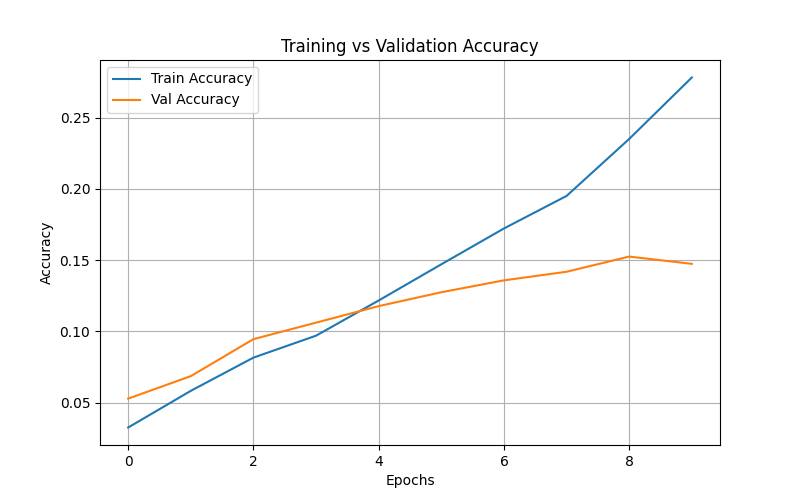 Training vs Validation Accuracy
Train Accuracy
Val Accuracy
0.25
0.20
0.15
0.10
0.05
Accuracy
0 2 4 6 8
Epochs